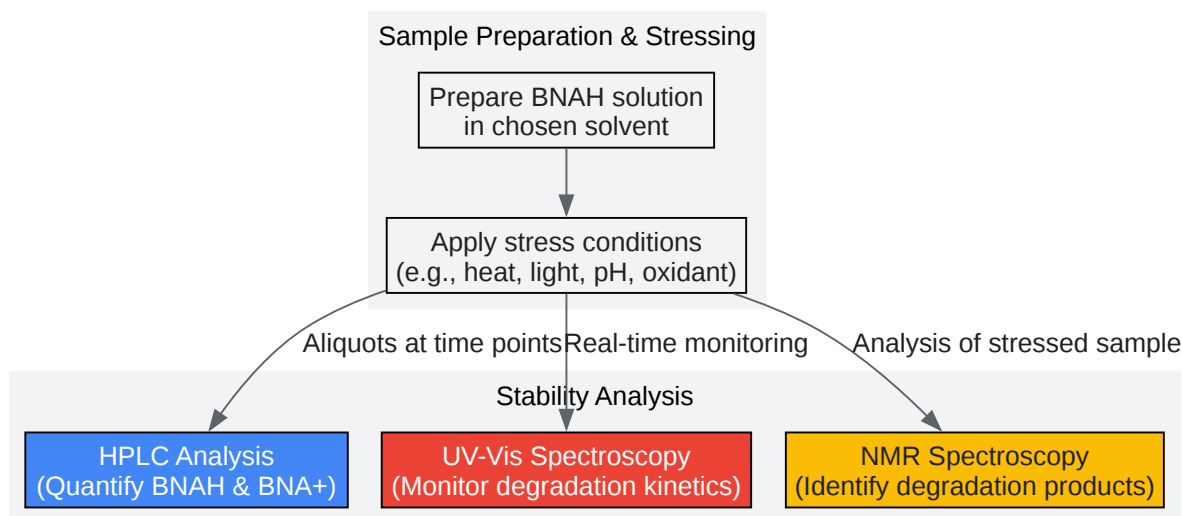 Sample Preparation & Stressing
Prepare BNAH solution
in chosen solvent
Apply stress conditions
(e.g., heat, light, pH, oxidant)
Aliquots at time points
Real-time monitoring
Analysis of stressed sample
Stability Analysis
HPLC Analysis
(Quantify BNAH & BNA+)
UV-Vis Spectroscopy
(Monitor degradation kinetics)
NMR Spectroscopy
(Identify degradation products)